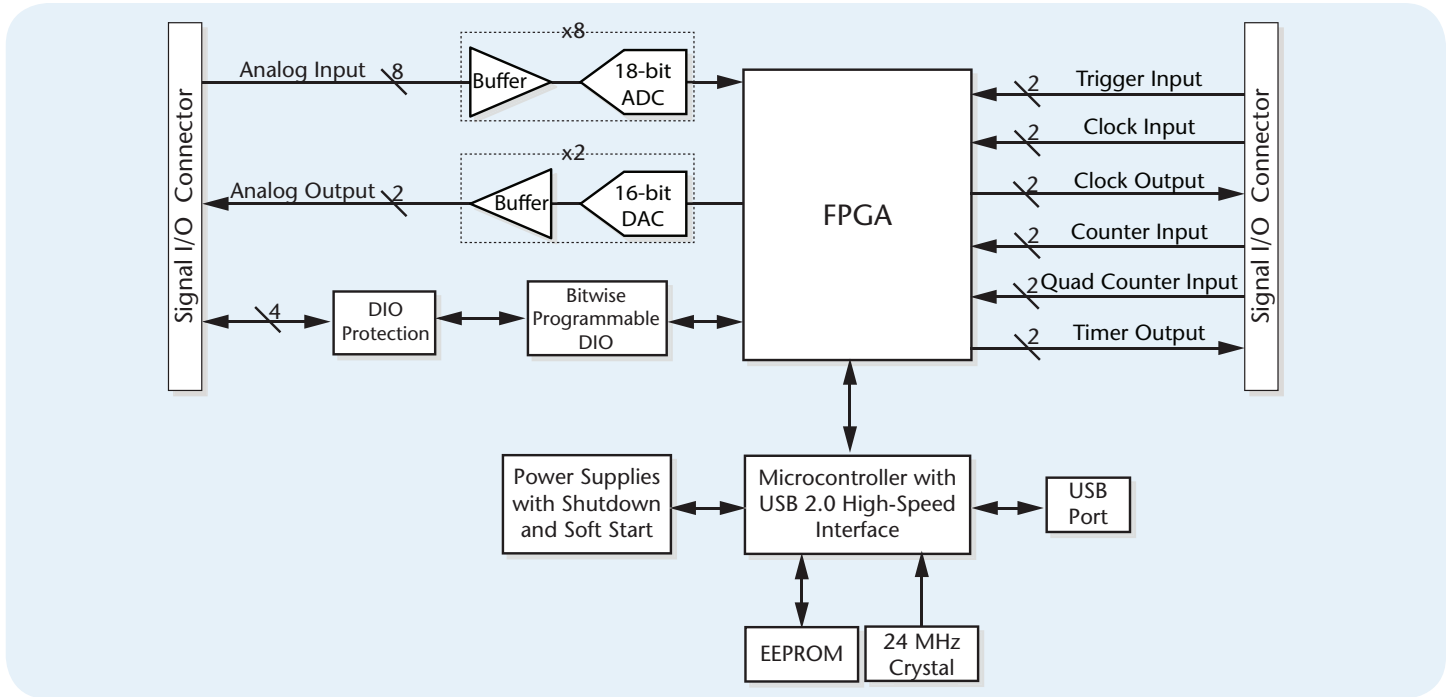 Signal I/O Connector
Analog Input
8
x8
Buffer
18-bit
ADC
Analog Output
2
x2
Buffer
16-bit
DAC
4
DIO
Protection
Bitwise
Programmable
DIO
FPGA
2
Trigger Input
2
Clock Input
2
Clock Output
2
Counter Input
2
Quad Counter Input
2
Timer Output
Signal I/O Connector
Power Supplies
with Shutdown
and Soft Start
Microcontroller with
USB 2.0 High-Speed
Interface
USB
Port
EEPROM
24 MHz
Crystal